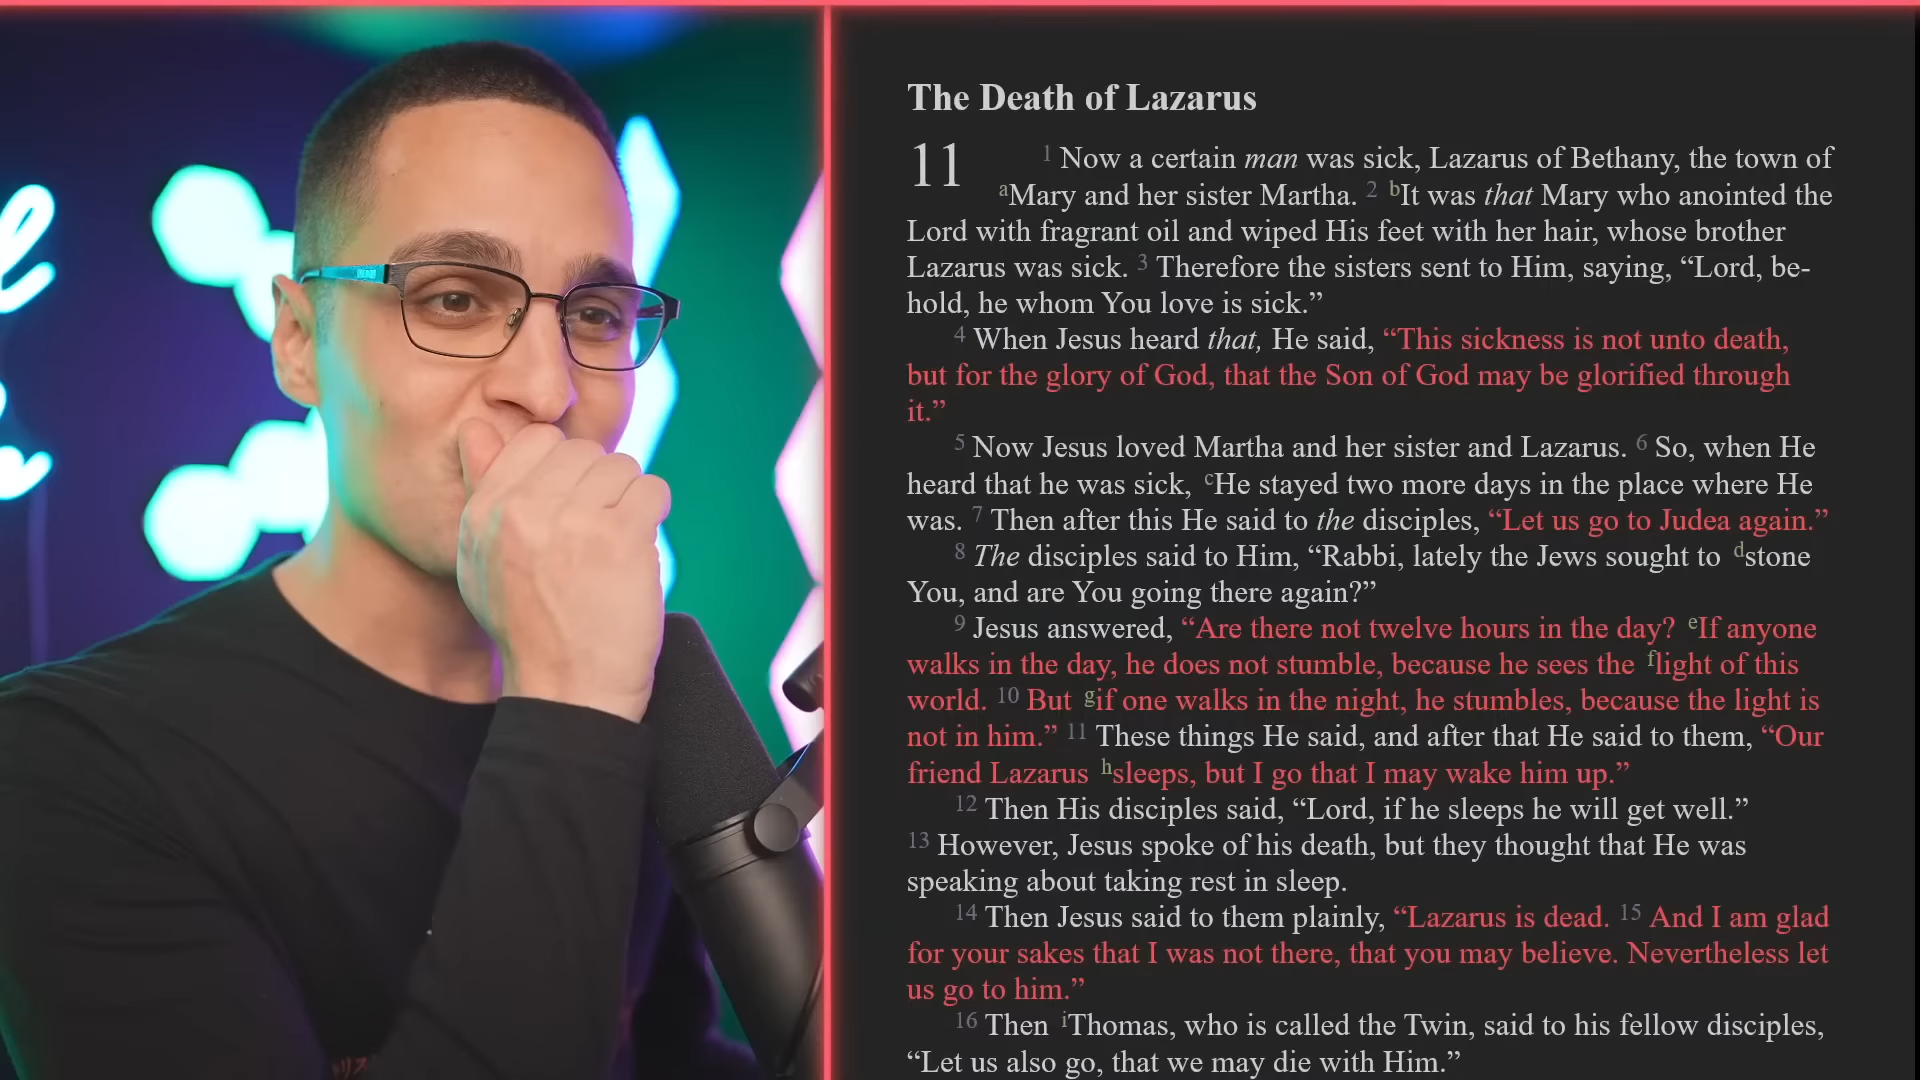 The Death of Lazarus
11 1 Now a certain man was sick, Lazarus of Bethany, the town of
aMary and her sister Martha. 2 bIt was that Mary who anointed the
Lord with fragrant oil and wiped His feet with her hair, whose brother
Lazarus was sick. 3 Therefore the sisters sent to Him, saying, “Lord, be-
hold, he whom You love is sick.”
4 When Jesus heard that, He said, “This sickness is not unto death,
but for the glory of God, that the Son of God may be glorified through
it.”
5 Now Jesus loved Martha and her sister and Lazarus. 6 So, when He
heard that he was sick, cHe stayed two more days in the place where He
was. 7 Then after this He said to the disciples, “Let us go to Judea again.”
8 The disciples said to Him, “Rabbi, lately the Jews sought to dstone
You, and are You going there again?”
9 Jesus answered, “Are there not twelve hours in the day? eIf anyone
walks in the day, he does not stumble, because he sees the flight of this
world. 10 But gif one walks in the night, he stumbles, because the light is
not in him.” 11 These things He said, and after that He said to them, “Our
friend Lazarus hsleeps, but I go that I may wake him up.”
12 Then His disciples said, “Lord, if he sleeps he will get well.”
13 However, Jesus spoke of his death, but they thought that He was
speaking about taking rest in sleep.
14 Then Jesus said to them plainly, “Lazarus is dead. 15 And I am glad
for your sakes that I was not there, that you may believe. Nevertheless let
us go to him.”
16 Then iThomas, who is called the Twin, said to his fellow disciples,
“Let us also go, that we may die with Him.”